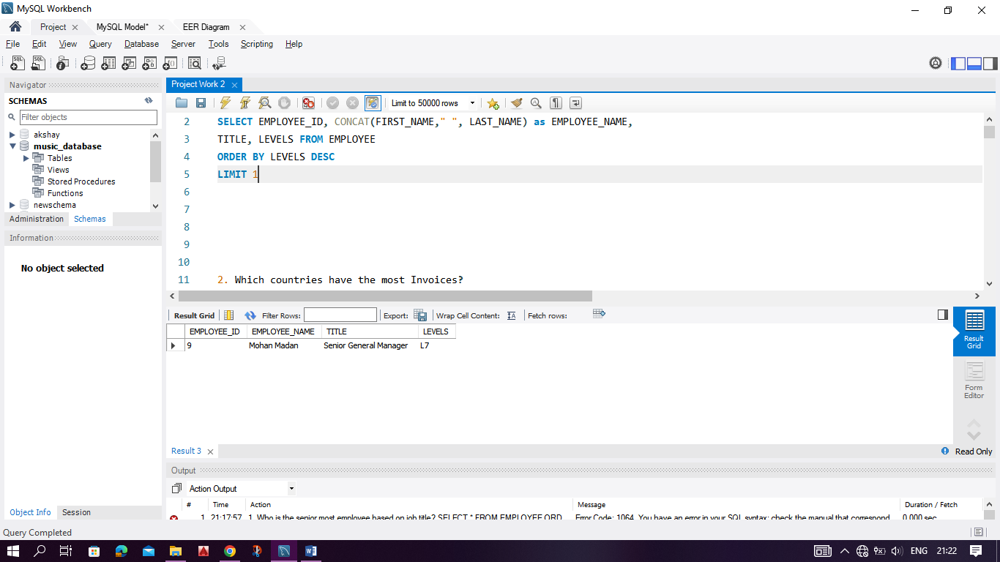 MySQL Workbench
Project MySQL Model* EER Diagram
File Edit View Query Database Server Tools Scripting Help
Navigator
SCHEMAS
Filter objects
akshay
music_database
Tables
Views
Stored Procedures
Functions
newschema
Administration Schemas
Information
No object selected
Object Info Session
Project Work 2
Limit to 50000 rows
2 SELECT EMPLOYEE_ID, CONCAT(FIRST_NAME," ", LAST_NAME) as EMPLOYEE_NAME,
3 TITLE, LEVELS FROM EMPLOYEE
4 ORDER BY LEVELS DESC
5 LIMIT 1
6
7
8
9
10
11 2. Which countries have the most Invoices?
Result Grid Filter Rows: Export: Wrap Cell Content: Fetch rows:
EMPLOYEE_ID EMPLOYEE_NAME TITLE LEVELS
9 Mohan Madan Senior General Manager L7
Result Grid
Form Editor
Result 3 Read Only
Output
Action Output
# Time Action Message Duration / Fetch
1 21:17:57 1. Who is the senior most employee based on job title? SELECT * FROM EMPLOYEE ORD... Error Code: 1064. You have an error in your SQL syntax; check the manual that correspond... 0.000 sec
Query Completed
ENG 21:22